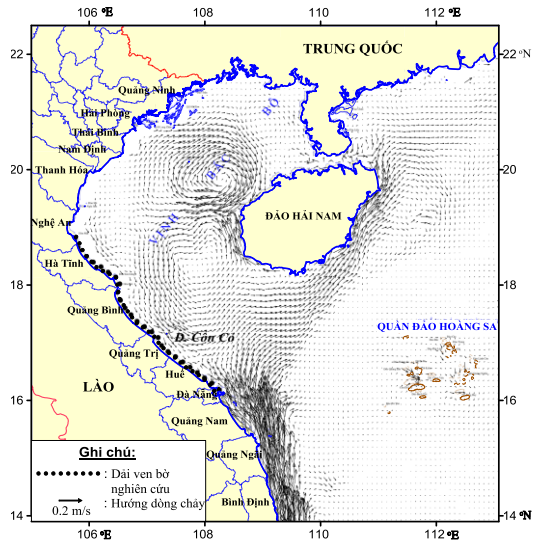 106 °E
108
110
112 °E
22
22 °N
TRUNG QUỐC
Quảng Ninh
BỘ
Hải Phòng
Thái Bình
Nam Định
20
20
Thanh Hóa
BẮC
VỊNH
ĐẢO HẢI NAM
Nghệ An
Hà Tĩnh
18
18
Quảng Bình
QUẦN ĐẢO HOÀNG SA
Đ. Cồn Cỏ
Quảng Trị
Huế
LÀO
Đà Nẵng
16
16
Quảng Nam
Quảng Ngãi
Bình Định
Ghi chú:
: Dải ven bờ
nghiên cứu
: Hướng dòng chảy
0.2 m/s
14
14 °N
106 °E
108
110
112 °E